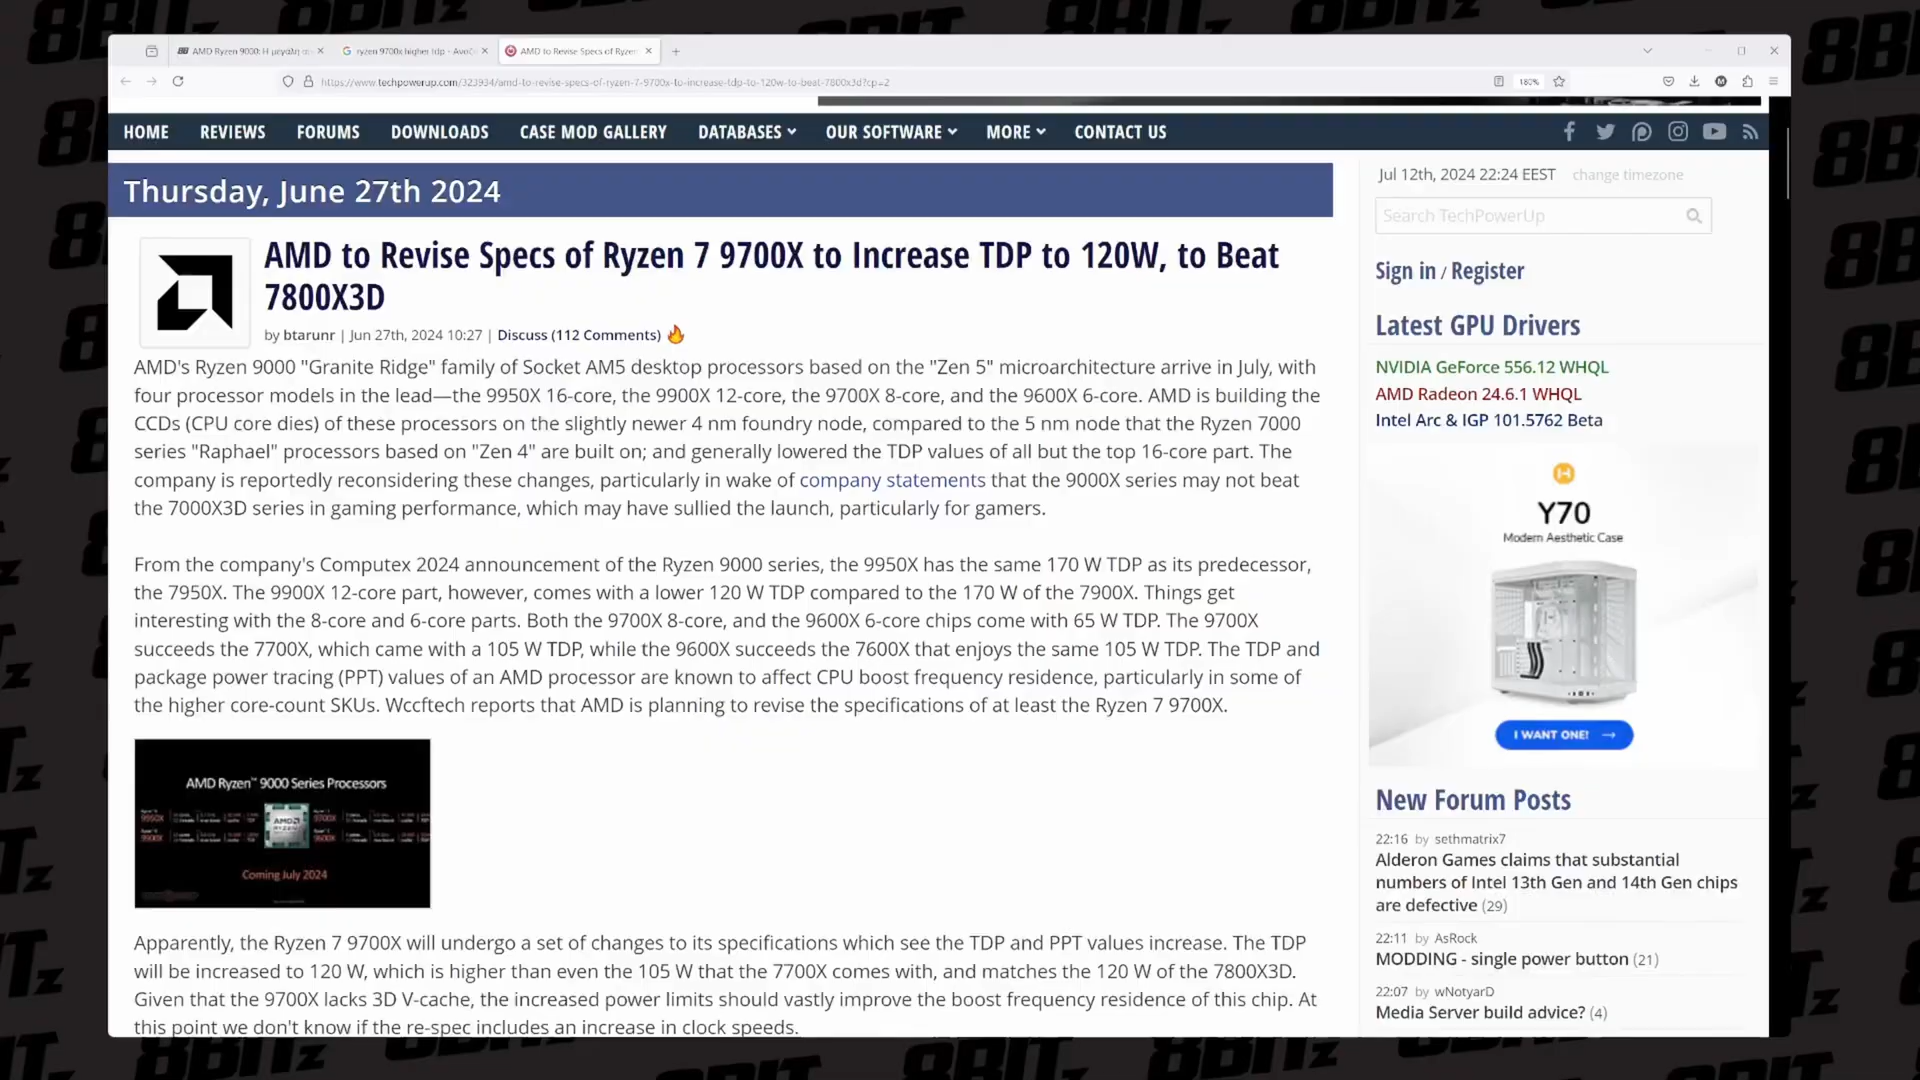 AMD Ryzen 9000: Η μεγάλη
ryzen 9700x higher tdp - Ανα
AMD to Revise Specs of Ryzen
https://www.techpowerup.com/323934/amd-to-revise-specs-of-ryzen-7-9700x-to-increase-tdp-to-120w-to-beat-7800x3d?cp=2
180%
HOME REVIEWS FORUMS DOWNLOADS CASE MOD GALLERY DATABASES OUR SOFTWARE MORE CONTACT US
Thursday, June 27th 2024
AMD to Revise Specs of Ryzen 7 9700X to Increase TDP to 120W, to Beat
7800X3D
by btarunr | Jun 27th, 2024 10:27 | Discuss (112 Comments)
AMD's Ryzen 9000 "Granite Ridge" family of Socket AM5 desktop processors based on the "Zen 5" microarchitecture arrive in July, with
four processor models in the lead—the 9950X 16-core, the 9900X 12-core, the 9700X 8-core, and the 9600X 6-core. AMD is building the
CCDs (CPU core dies) of these processors on the slightly newer 4 nm foundry node, compared to the 5 nm node that the Ryzen 7000
series "Raphael" processors based on "Zen 4" are built on; and generally lowered the TDP values of all but the top 16-core part. The
company is reportedly reconsidering these changes, particularly in wake of company statements that the 9000X series may not beat
the 7000X3D series in gaming performance, which may have sullied the launch, particularly for gamers.
From the company's Computex 2024 announcement of the Ryzen 9000 series, the 9950X has the same 170 W TDP as its predecessor,
the 7950X. The 9900X 12-core part, however, comes with a lower 120 W TDP compared to the 170 W of the 7900X. Things get
interesting with the 8-core and 6-core parts. Both the 9700X 8-core, and the 9600X 6-core chips come with 65 W TDP. The 9700X
succeeds the 7700X, which came with a 105 W TDP, while the 9600X succeeds the 7600X that enjoys the same 105 W TDP. The TDP and
package power tracing (PPT) values of an AMD processor are known to affect CPU boost frequency residence, particularly in some of
the higher core-count SKUs. Wccftech reports that AMD is planning to revise the specifications of at least the Ryzen 7 9700X.
AMD Ryzen™ 9000 Series Processors
9950X
9700X
9900X
9600X
AMD
RYZEN
Coming July 2024
Apparently, the Ryzen 7 9700X will undergo a set of changes to its specifications which see the TDP and PPT values increase. The TDP
will be increased to 120 W, which is higher than even the 105 W that the 7700X comes with, and matches the 120 W of the 7800X3D.
Given that the 9700X lacks 3D V-cache, the increased power limits should vastly improve the boost frequency residence of this chip. At
this point we don't know if the re-spec includes an increase in clock speeds.
Jul 12th, 2024 22:24 EEST change timezone
Search TechPowerUp
Sign in / Register
Latest GPU Drivers
NVIDIA GeForce 556.12 WHQL
AMD Radeon 24.6.1 WHQL
Intel Arc & IGP 101.5762 Beta
Y70
Modern Aesthetic Case
I WANT ONE! →
New Forum Posts
22:16 by sethmatrix7
Alderon Games claims that substantial
numbers of Intel 13th Gen and 14th Gen chips
are defective (29)
22:11 by AsRock
MODDING - single power button (21)
22:07 by wNotyarD
Media Server build advice? (4)
8BITz